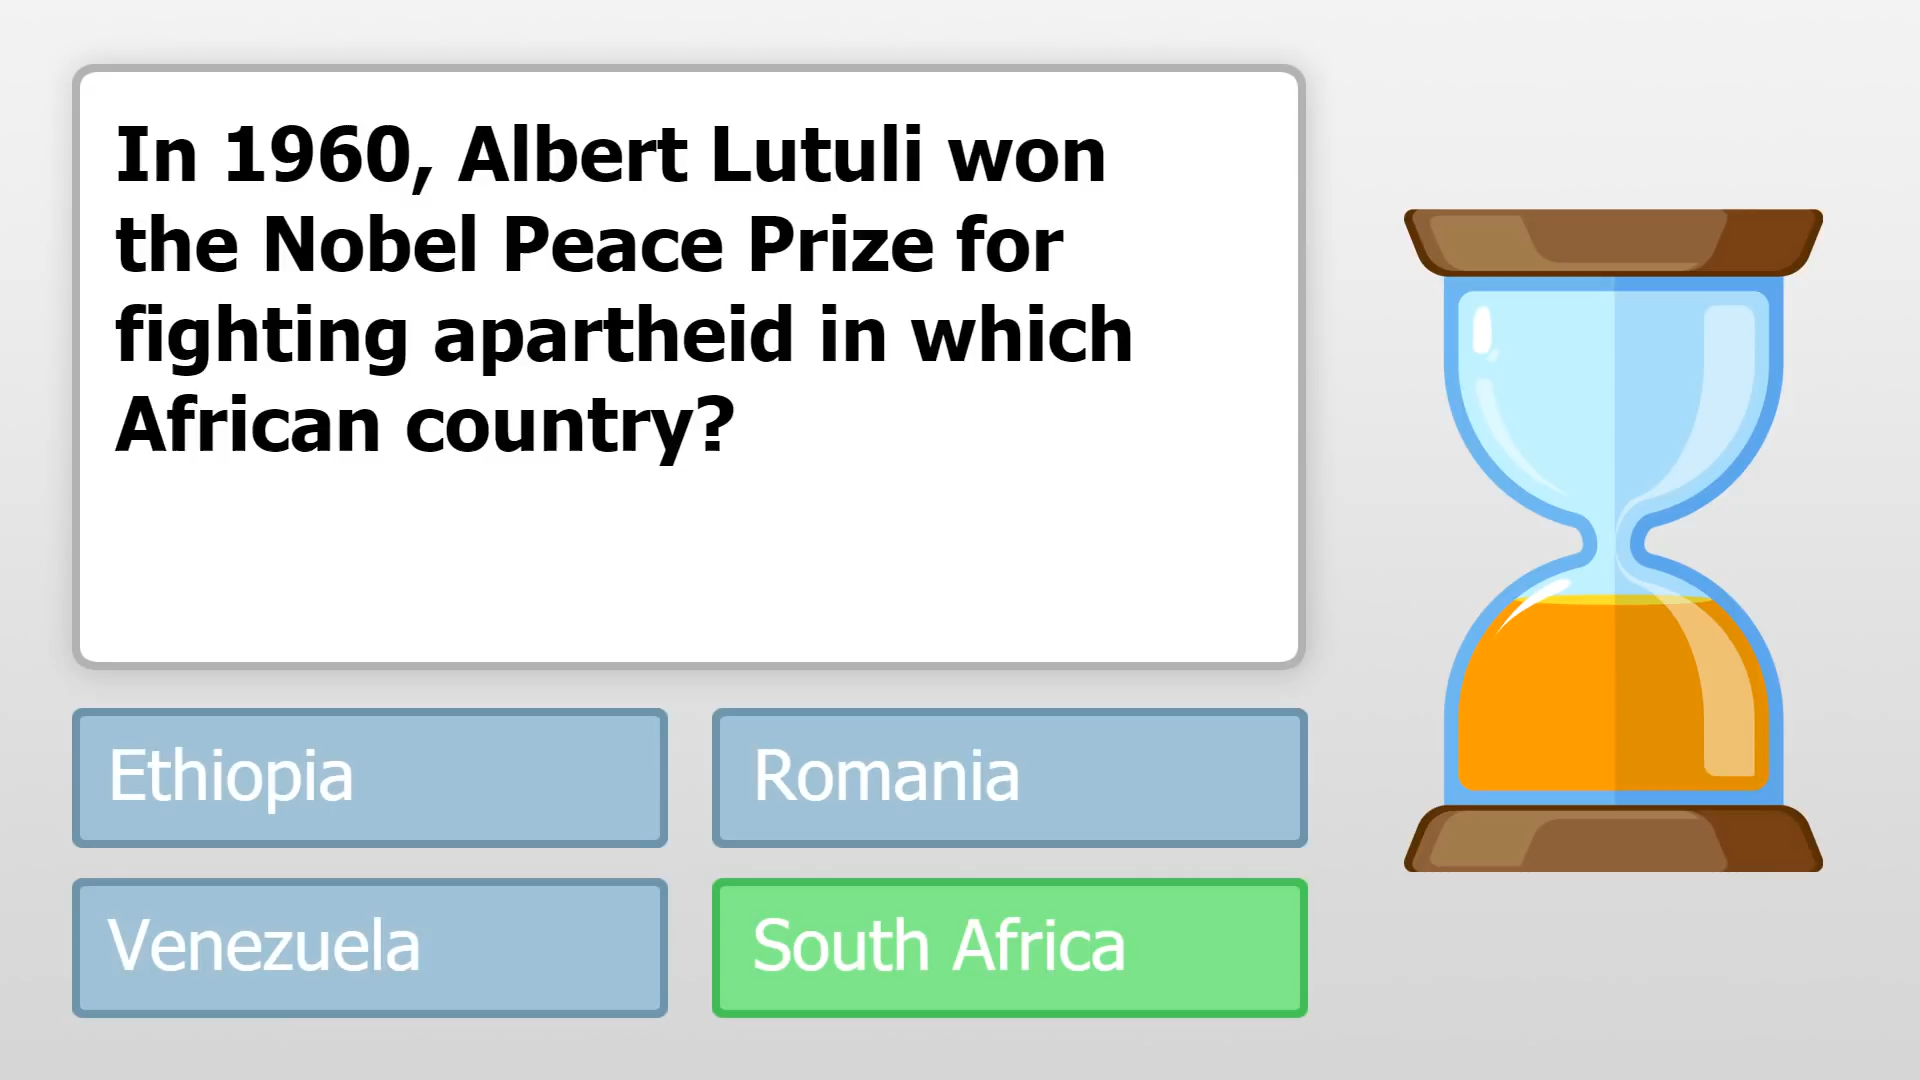 In 1960, Albert Lutuli won
the Nobel Peace Prize for
fighting apartheid in which
African country?
Ethiopia
Romania
Venezuela
South Africa